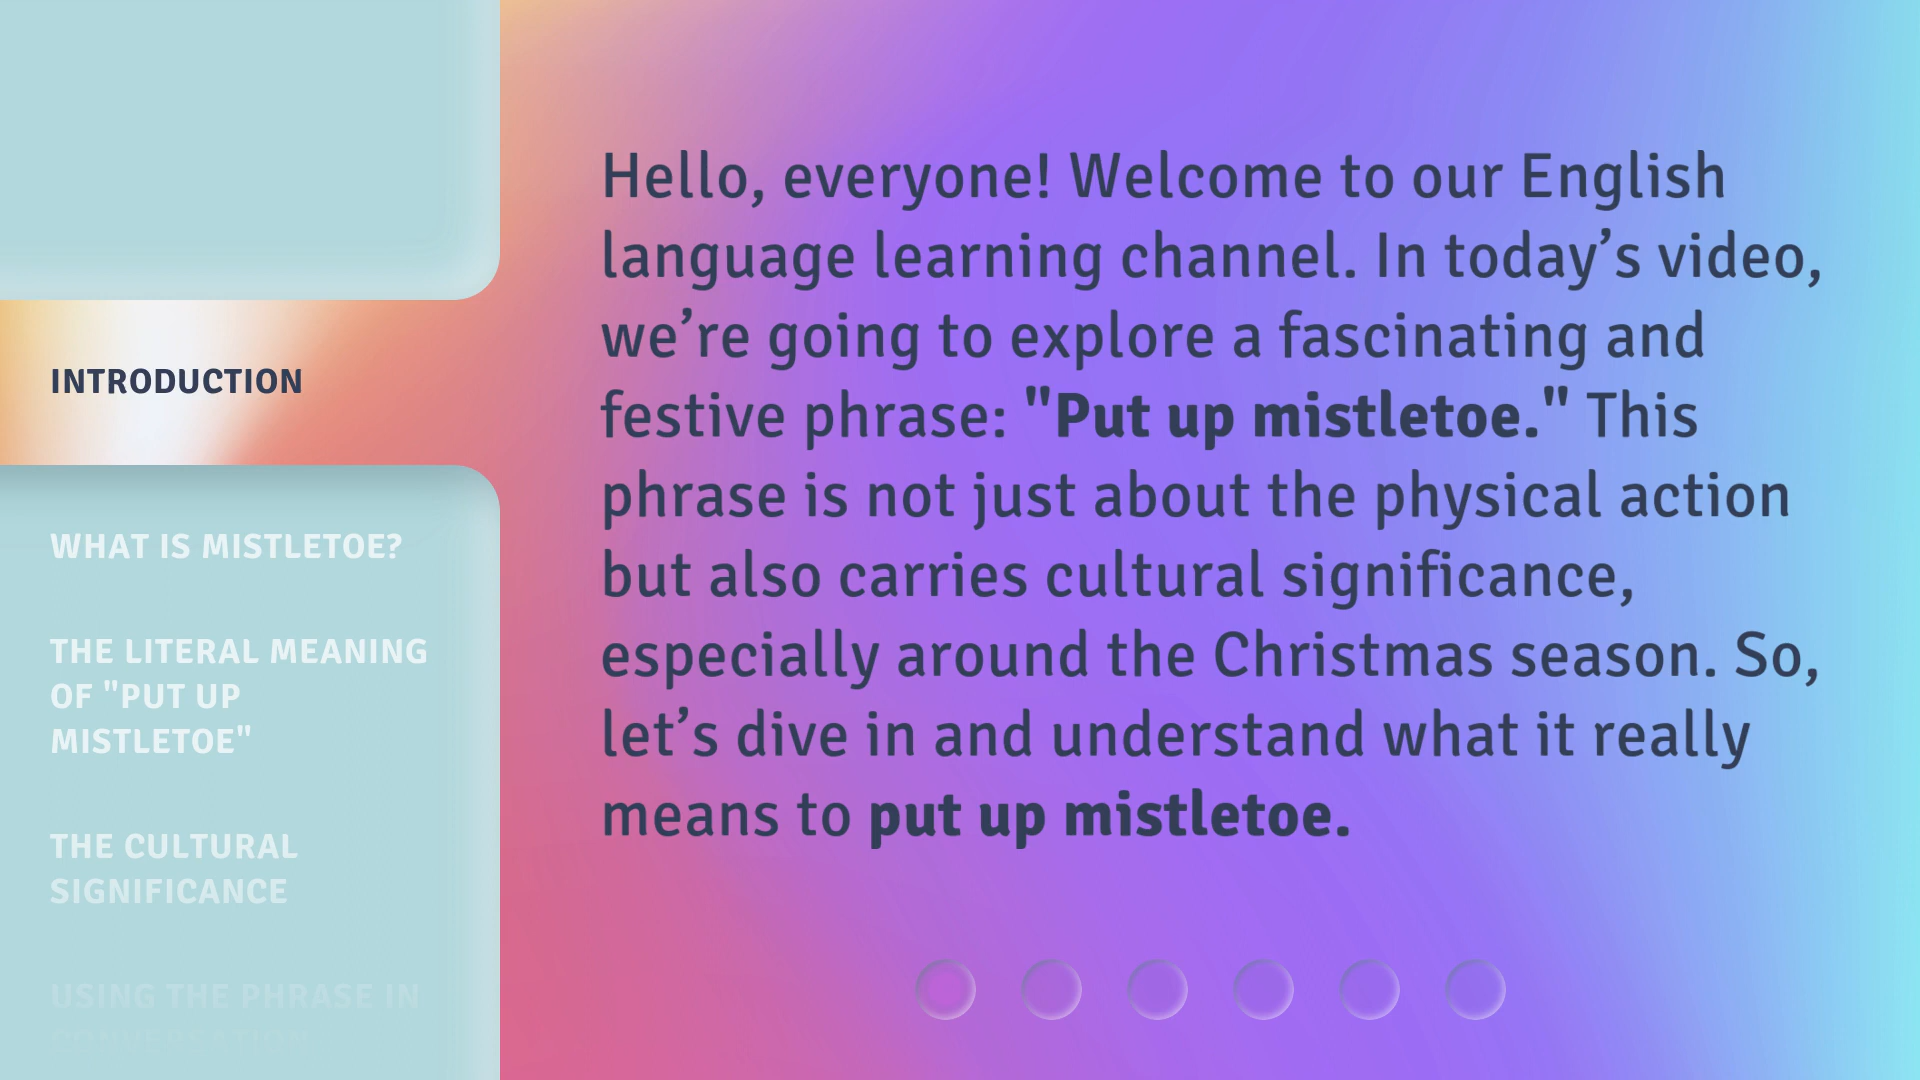 INTRODUCTION
WHAT IS MISTLETOE?
THE LITERAL MEANING
OF "PUT UP
MISTLETOE"
THE CULTURAL
SIGNIFICANCE
USING THE PHRASE IN
CONVERSATION
Hello, everyone! Welcome to our English
language learning channel. In today’s video,
we’re going to explore a fascinating and
festive phrase: "Put up mistletoe." This
phrase is not just about the physical action
but also carries cultural significance,
especially around the Christmas season. So,
let’s dive in and understand what it really
means to put up mistletoe.